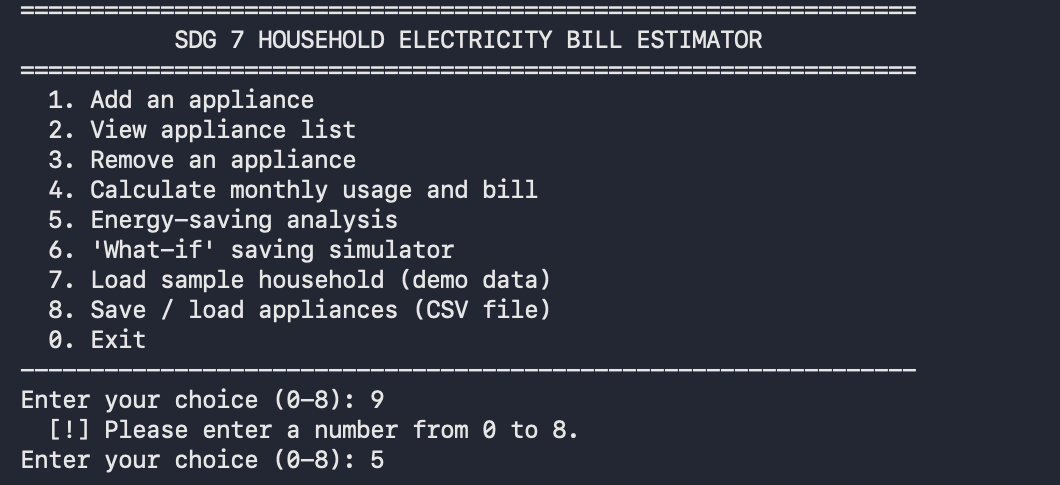 ================================================================
SDG 7 HOUSEHOLD ELECTRICITY BILL ESTIMATOR
================================================================
1. Add an appliance
2. View appliance list
3. Remove an appliance
4. Calculate monthly usage and bill
5. Energy-saving analysis
6. 'What-if' saving simulator
7. Load sample household (demo data)
8. Save / load appliances (CSV file)
0. Exit
----------------------------------------------------------------
Enter your choice (0-8): 9
[!] Please enter a number from 0 to 8.
Enter your choice (0-8): 5